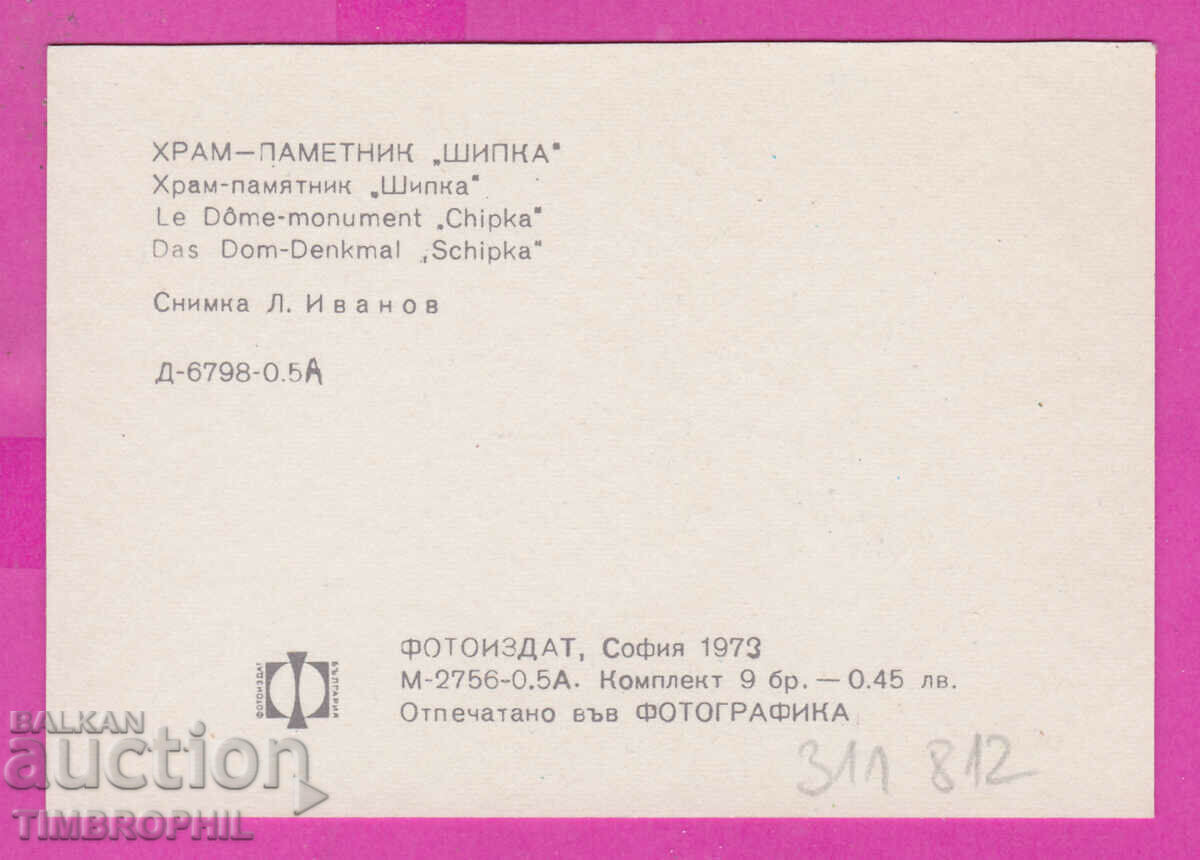 ХРАМ—ПАМЕТНИК „ШИПКА"
Храм-памятник „Шипка"
Le Dôme-monument „Chipka"
Das Dom-Denkmal „Schipka"
Снимка Л. Иванов
Д-6798-0.5А
ФОТОИЗДАТ
БЪЛГАРИЯ
ФОТОИЗДАТ, София 1973
М-2756-0.5А. Комплект 9 бр. — 0.45 лв.
Отпечатано във ФОТОГРАФИКА
311 812
BALKAN
auction
TIMBROPHIL